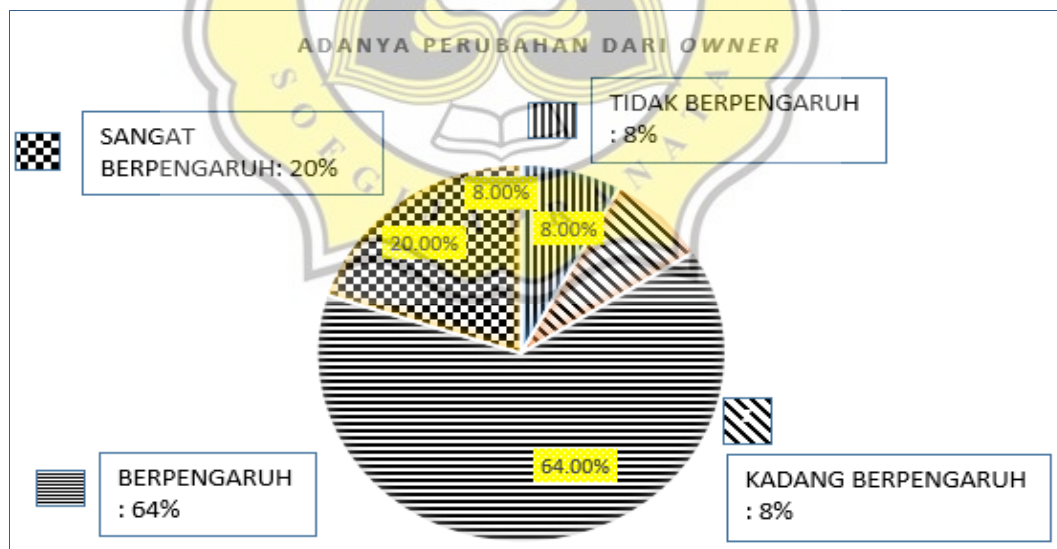 ADANYA PERUBAHAN DARI OWNER
SANGAT
BERPENGARUH: 20%
TIDAK BERPENGARUH
: 8%
8.00%
8.00%
20.00%
64.00%
BERPENGARUH
: 64%
KADANG BERPENGARUH
: 8%